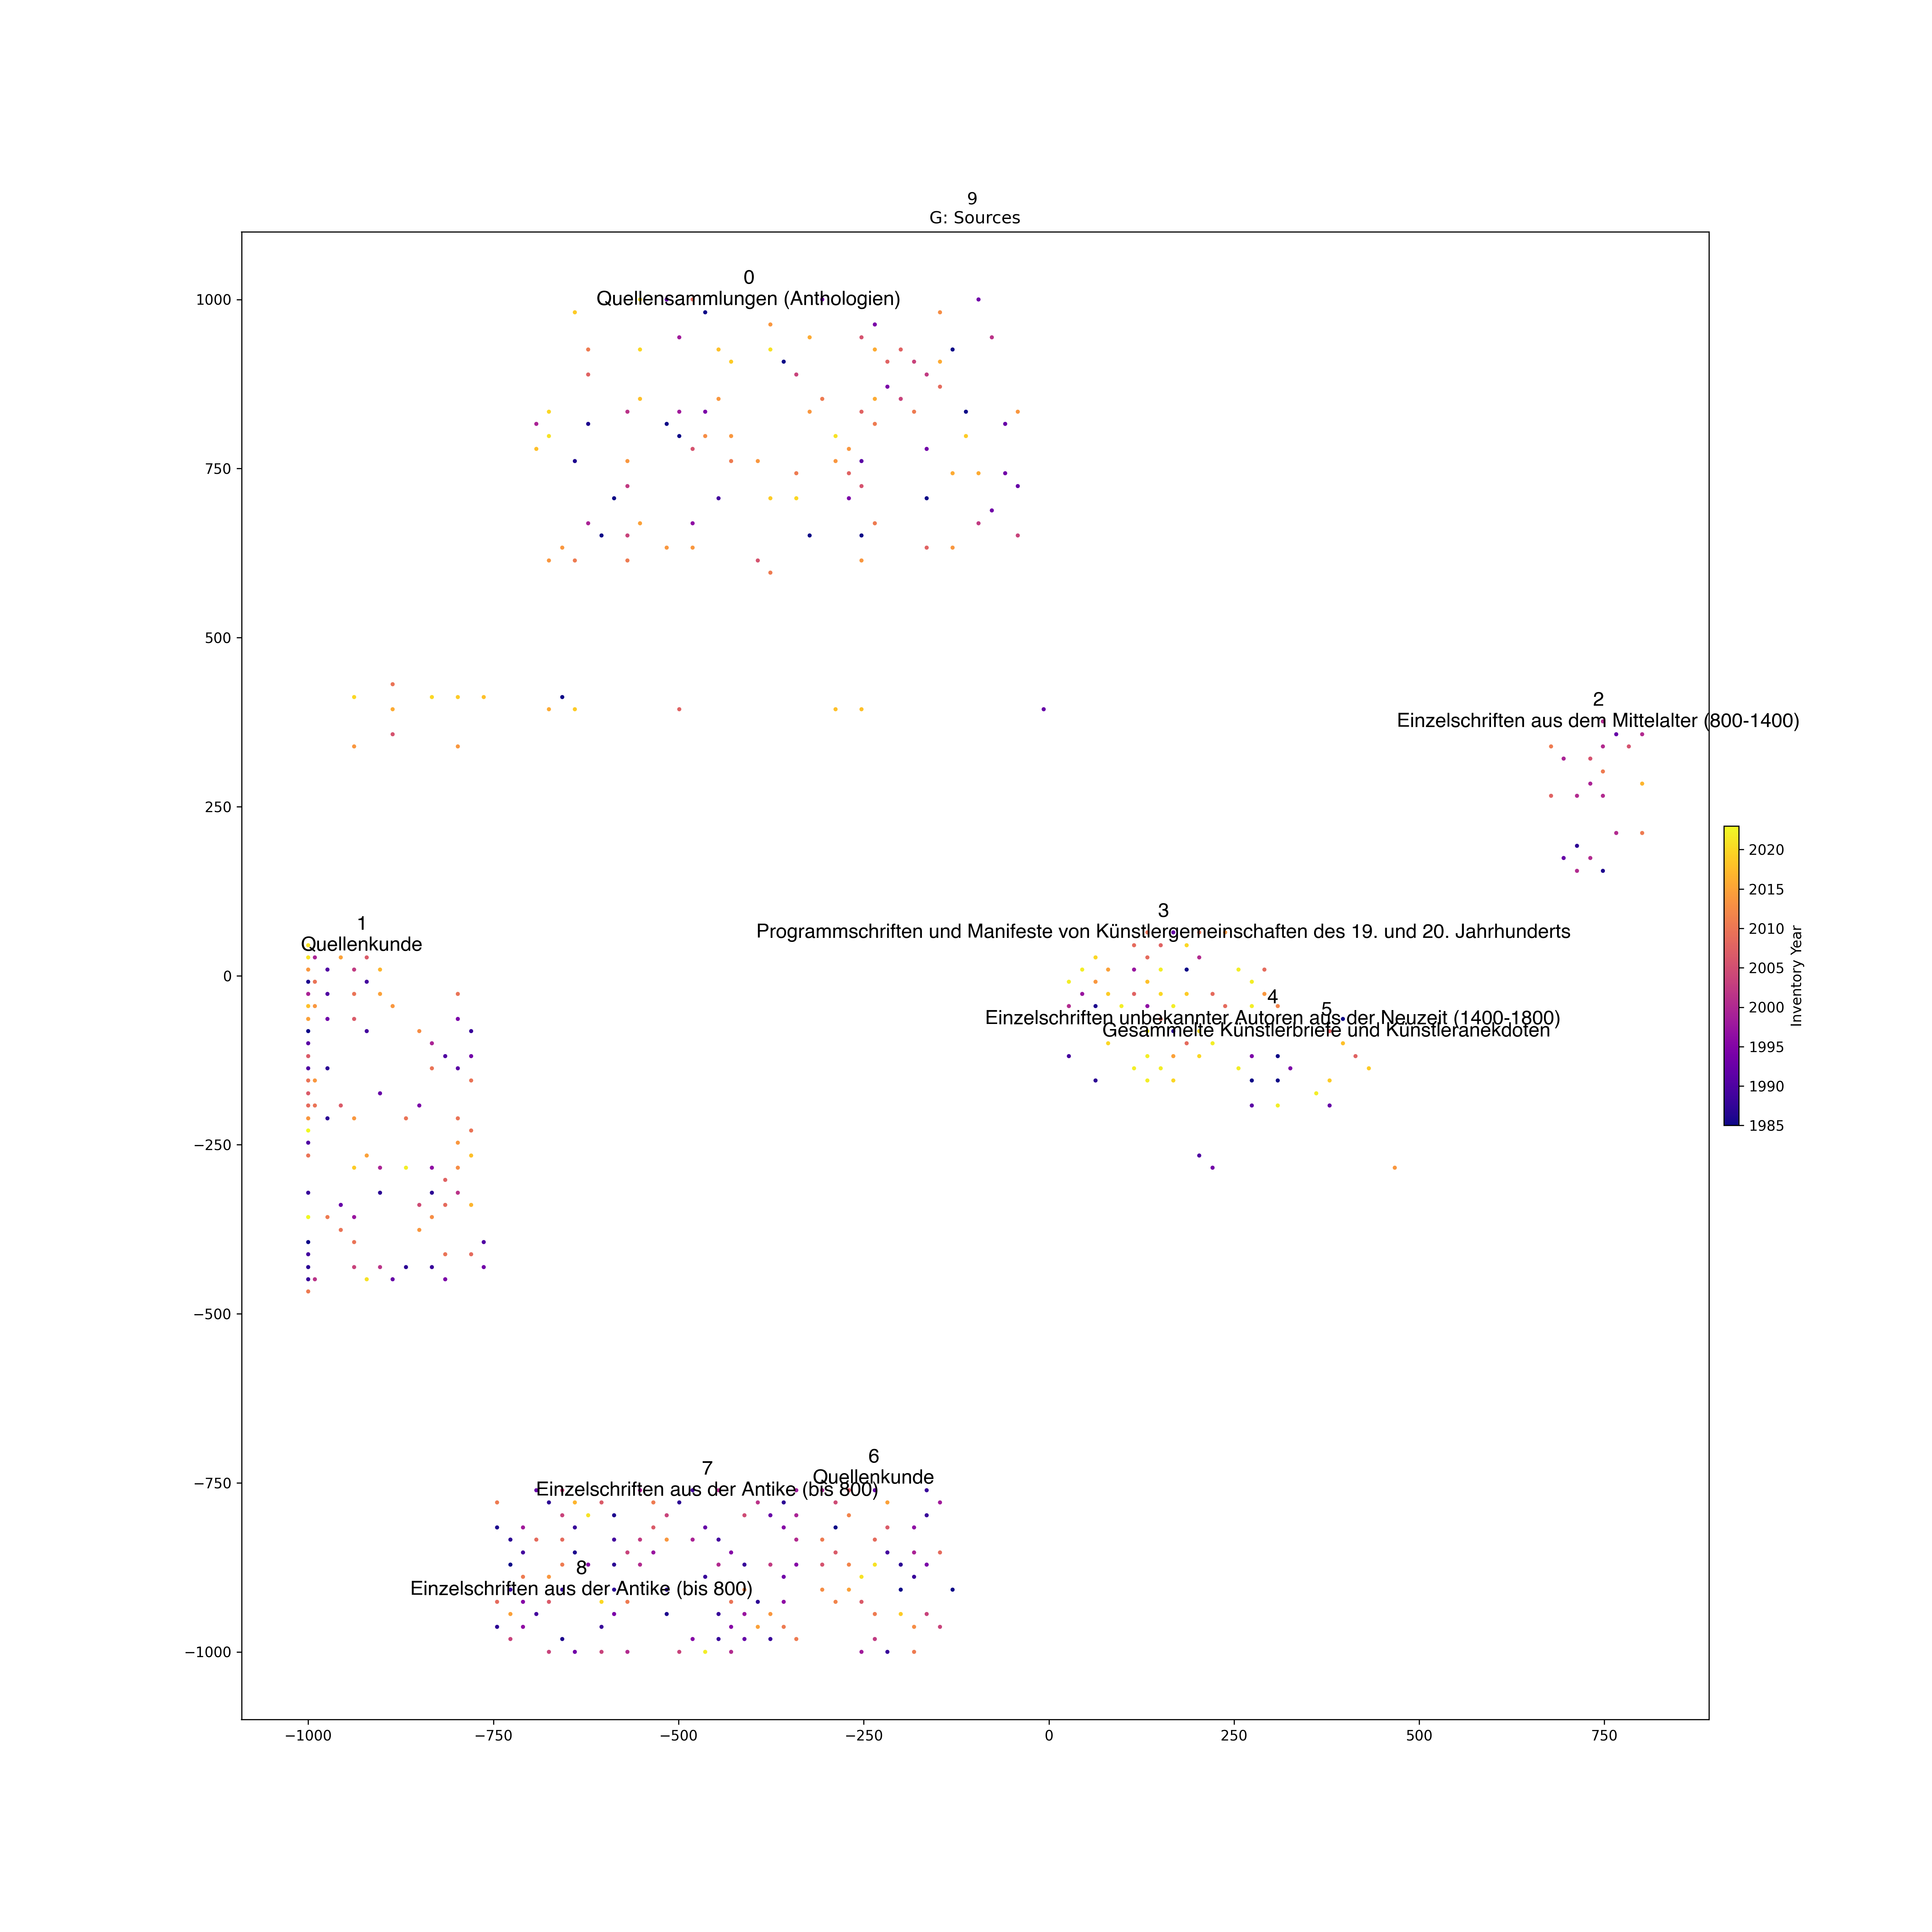 9
G: Sources
0
Quellensammlungen (Anthologien)
1000
750
500
2
Einzelschriften aus dem Mittelalter (800-1400)
250
2020
2015
2010
2005
2000
1995
1990
1985
Inventory Year
1
Quellenkunde
3
Programmschriften und Manifeste von Künstlergemeinschaften des 19. und 20. Jahrhunderts
0
4
Einzelschriften unbekannter Autoren aus der Neuzeit (1400-1800)
5
Gesammelte Künstlerbriefe und Künstleranekdoten
−250
−500
6
Quellenkunde
7
Einzelschriften aus der Antike (bis 800)
−750
8
Einzelschriften aus der Antike (bis 800)
−1000
−1000 −750 −500 −250 0 250 500 750